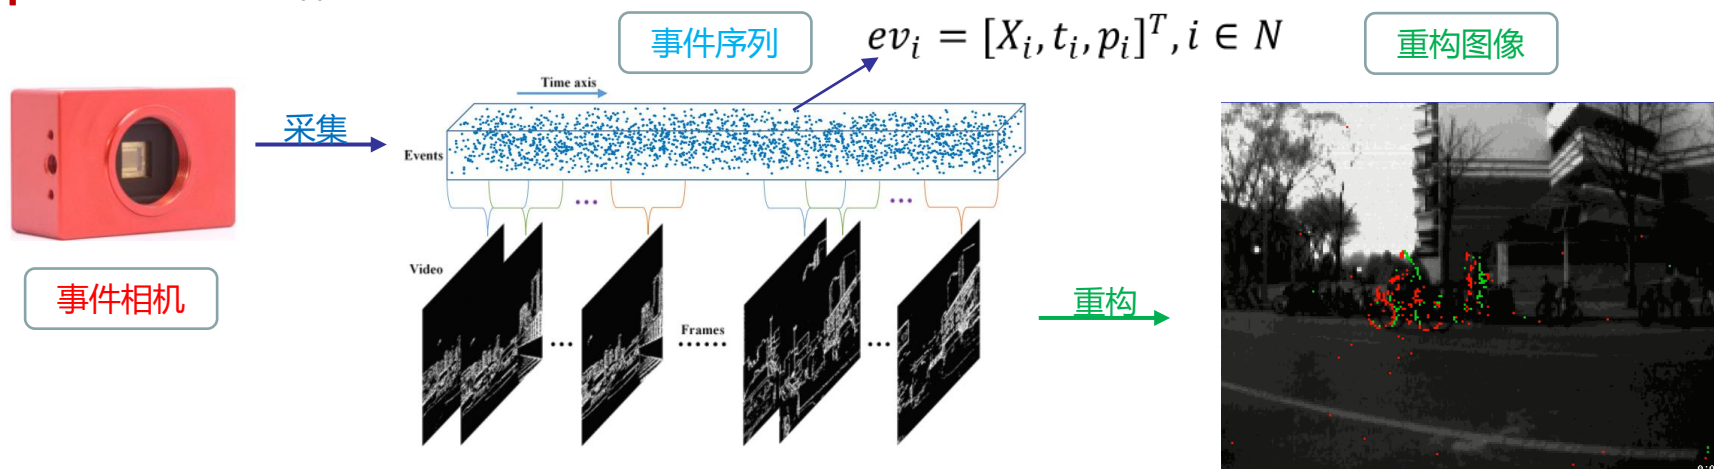 事件序列
ev_i = [X_i, t_i, p_i]^T, i ∈ N
重构图像
Time axis
采集
Events
...
...
事件相机
Video
重构
...
Frames
......
...